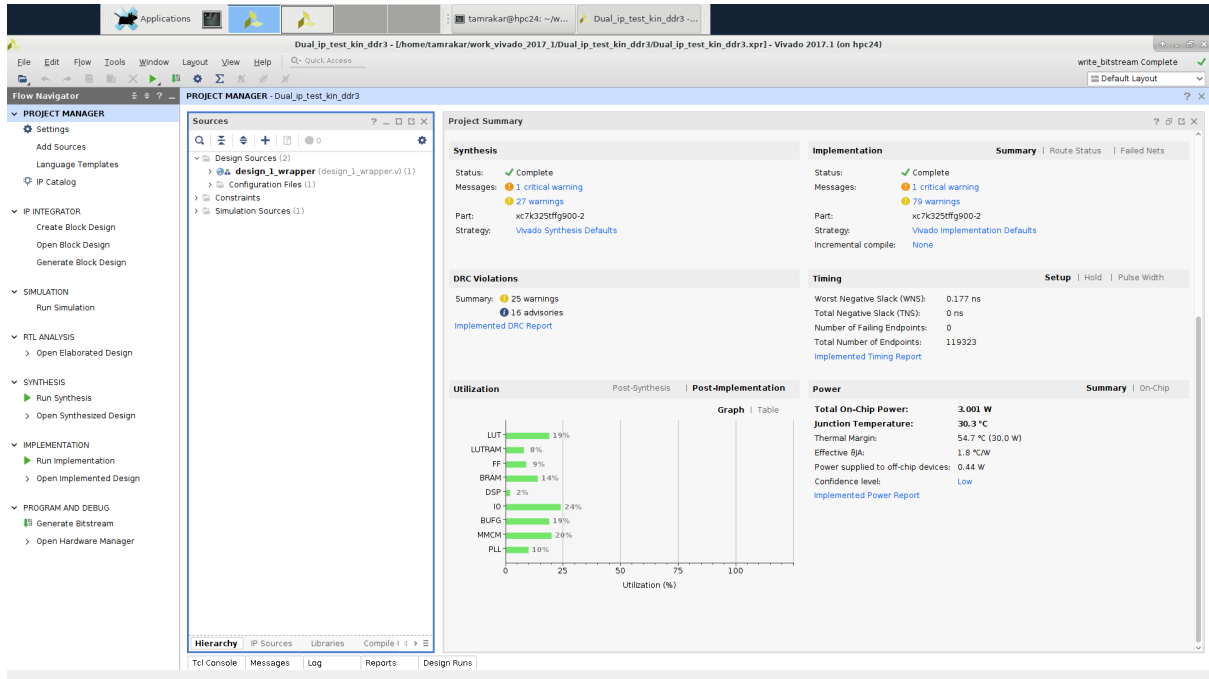 Applications
tamrakar@hpc24: ~/w...
Dual_ip_test_kin_ddr3 -...
Dual_ip_test_kin_ddr3 - [/home/tamrakar/work_vivado_2017_1/Dual_ip_test_kin_ddr3/Dual_ip_test_kin_ddr3.xpr] - Vivado 2017.1 (on hpc24)
File Edit Flow Tools Window Layout View Help Quick Access write_bitstream Complete
Default Layout
Flow Navigator
PROJECT MANAGER - Dual_ip_test_kin_ddr3
PROJECT MANAGER
Settings
Add Sources
Language Templates
IP Catalog
IP INTEGRATOR
Create Block Design
Open Block Design
Generate Block Design
SIMULATION
Run Simulation
RTL ANALYSIS
Open Elaborated Design
SYNTHESIS
Run Synthesis
Open Synthesized Design
IMPLEMENTATION
Run Implementation
Open Implemented Design
PROGRAM AND DEBUG
Generate Bitstream
Open Hardware Manager
Sources
0
Design Sources (2)
design_1_wrapper (design_1_wrapper.v) (1)
Configuration Files (1)
Constraints
Simulation Sources (1)
Hierarchy IP Sources Libraries Compile
Tcl Console Messages Log Reports Design Runs
Project Summary
Synthesis
Status: Complete
Messages: 1 critical warning
27 warnings
Part: xc7k325tffg900-2
Strategy: Vivado Synthesis Defaults
Implementation Summary | Route Status | Failed Nets
Status: Complete
Messages: 1 critical warning
79 warnings
Part: xc7k325tffg900-2
Strategy: Vivado Implementation Defaults
Incremental compile: None
DRC Violations
Summary: 25 warnings
16 advisories
Implemented DRC Report
Timing Setup | Hold | Pulse Width
Worst Negative Slack (WNS): 0.177 ns
Total Negative Slack (TNS): 0 ns
Number of Failing Endpoints: 0
Total Number of Endpoints: 119323
Implemented Timing Report
Utilization Post-Synthesis | Post-Implementation
Graph | Table
LUT 19%
LUTRAM 8%
FF 9%
BRAM 14%
DSP 2%
IO 24%
BUFG 19%
MMCM 20%
PLL 10%
0 25 50 75 100
Utilization (%)
Power Summary | On-Chip
Total On-Chip Power: 3.001 W
Junction Temperature: 30.3 °C
Thermal Margin: 54.7 °C (30.0 W)
Effective θJA: 1.8 °C/W
Power supplied to off-chip devices: 0.44 W
Confidence level: Low
Implemented Power Report